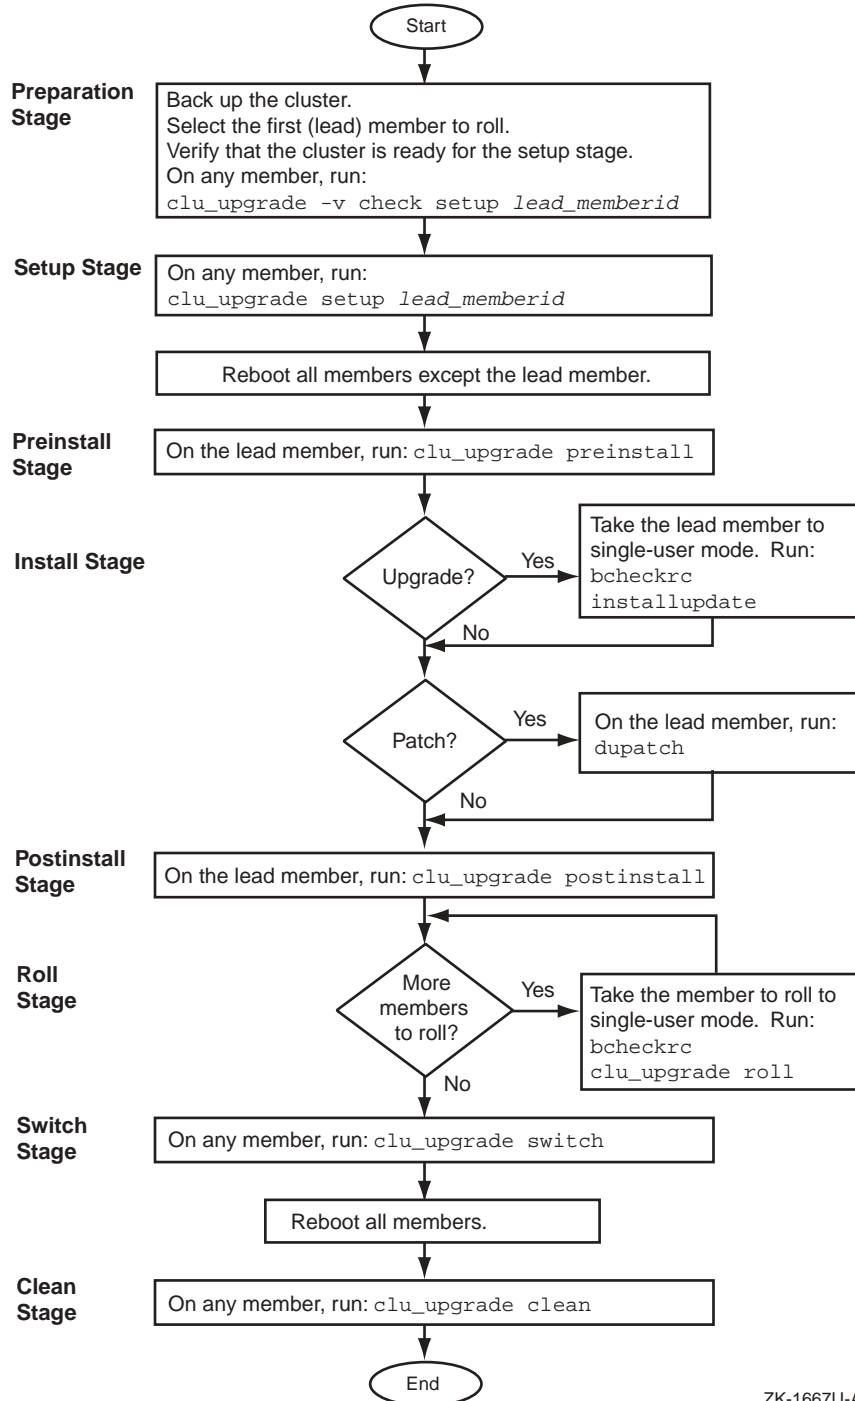 Start
Preparation
Stage
Back up the cluster.
Select the first (lead) member to roll.
Verify that the cluster is ready for the setup stage.
On any member, run:
clu_upgrade -v check setup lead_memberid
Setup Stage
On any member, run:
clu_upgrade setup lead_memberid
Reboot all members except the lead member.
Preinstall
Stage
On the lead member, run: clu_upgrade preinstall
Install Stage
Upgrade?
Yes
Take the lead member to
single-user mode. Run:
bcheckrc
installupdate
No
Patch?
Yes
On the lead member, run:
dupatch
No
Postinstall
Stage
On the lead member, run: clu_upgrade postinstall
Roll
Stage
More
members
to roll?
Yes
Take the member to roll to
single-user mode. Run:
bcheckrc
clu_upgrade roll
No
Switch
Stage
On any member, run: clu_upgrade switch
Reboot all members.
Clean
Stage
On any member, run: clu_upgrade clean
End
ZK-1667U-A